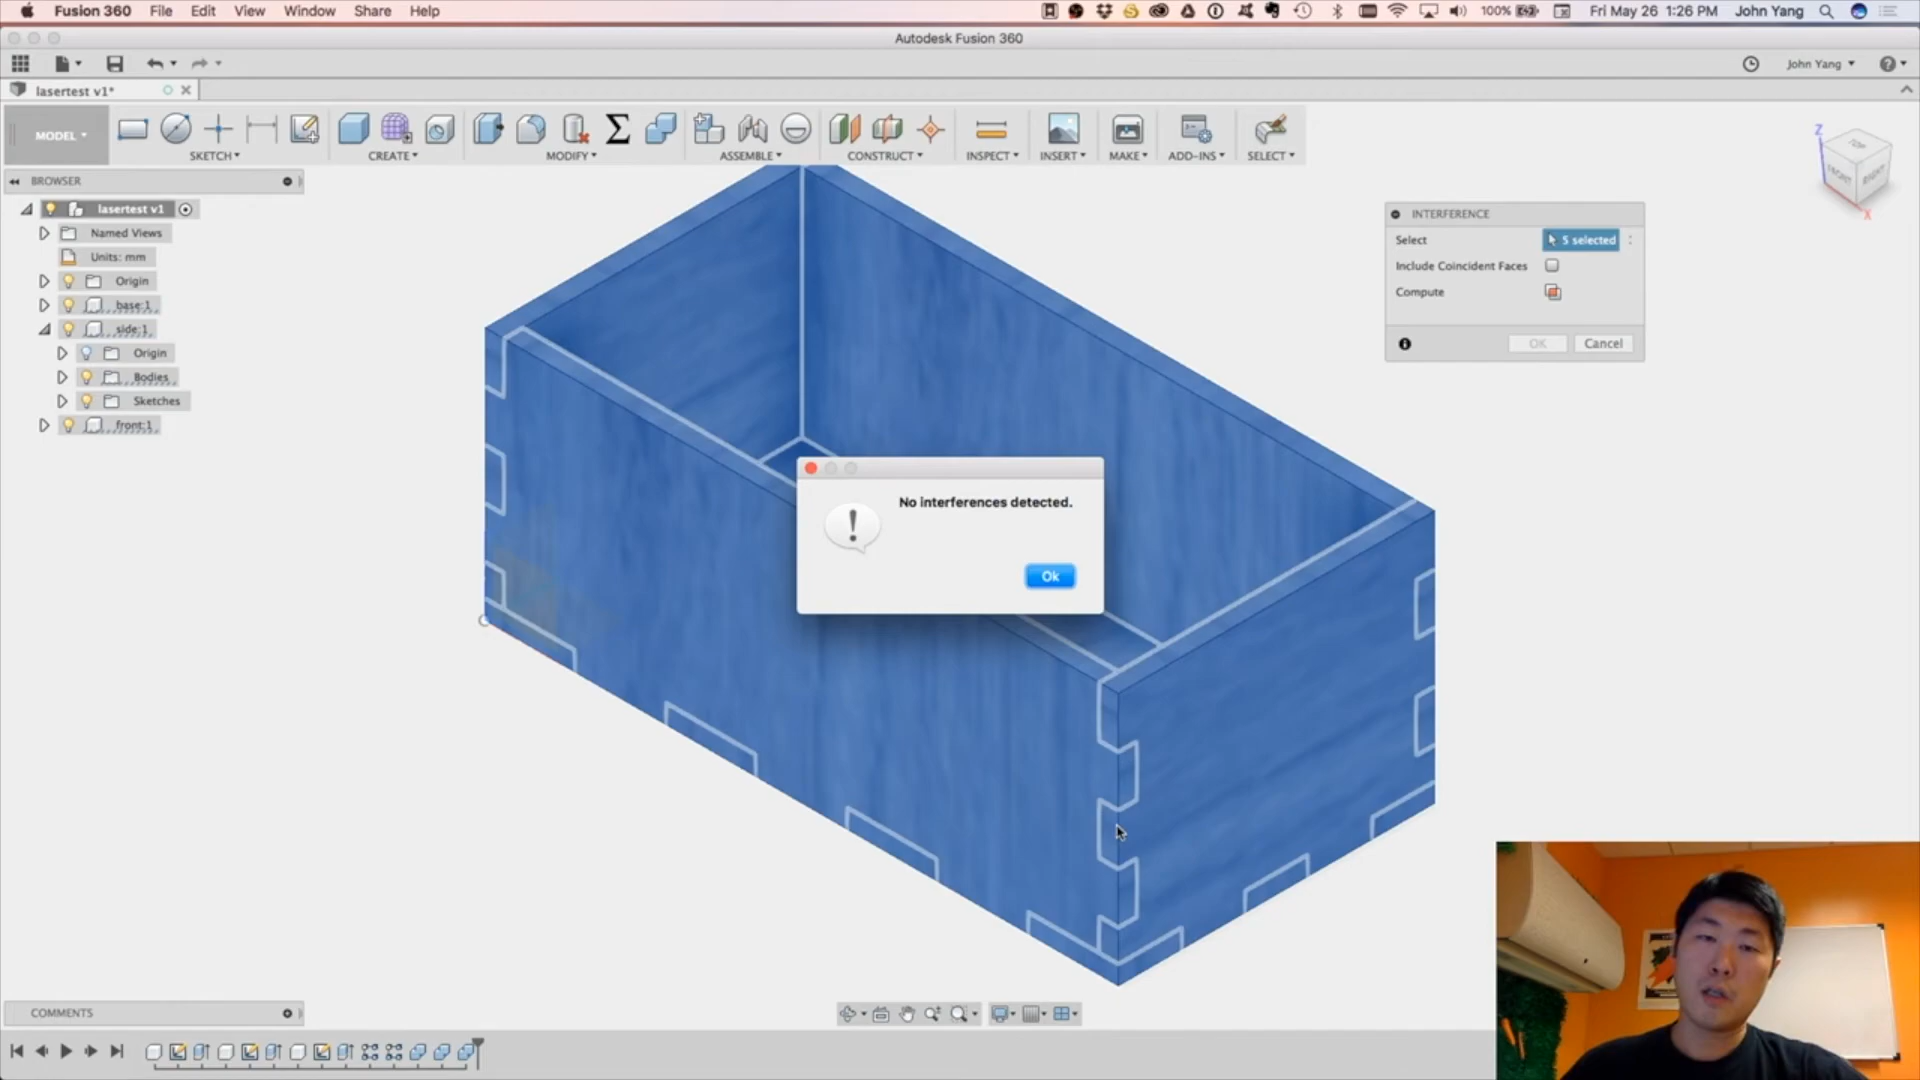 Fusion 360 File Edit View Window Share Help 100% Fri May 26 1:26 PM John Yang
Autodesk Fusion 360
John Yang
lasertest v1*
MODEL
SKETCH CREATE MODIFY ASSEMBLE CONSTRUCT INSPECT INSERT MAKE ADD-INS SELECT
BROWSER
lasertest v1
Named Views
Units: mm
Origin
base:1
side:1
Origin
Bodies
Sketches
front:1
Z
TOP
FRONT RIGHT
X
INTERFERENCE
Select 5 selected
Include Coincident Faces
Compute
OK Cancel
No interferences detected.
Ok
COMMENTS